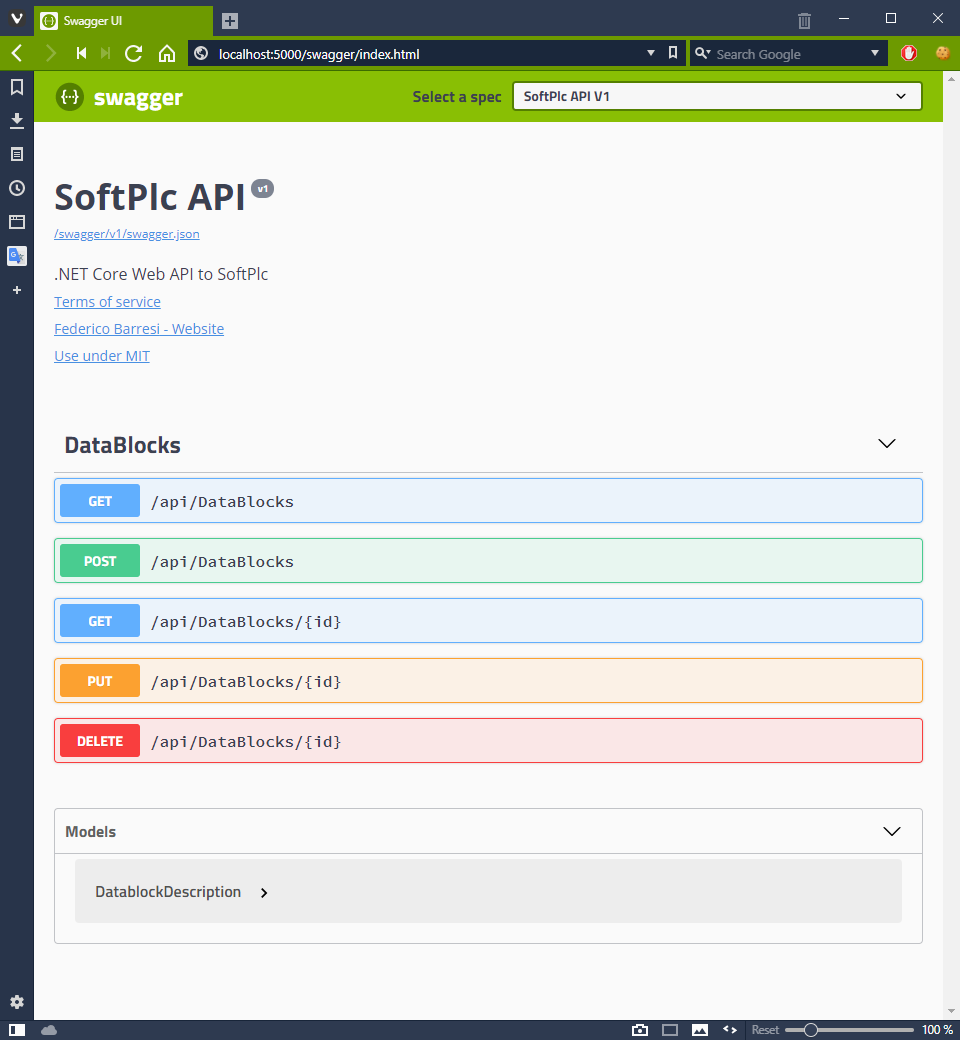 Swagger UI
localhost:5000/swagger/index.html
Search Google
{··} swagger
Select a spec
SoftPlc API V1
SoftPlc API v1
/swagger/v1/swagger.json
.NET Core Web API to SoftPlc
Terms of service
Federico Barresi - Website
Use under MIT
DataBlocks
GET /api/DataBlocks
POST /api/DataBlocks
GET /api/DataBlocks/{id}
PUT /api/DataBlocks/{id}
DELETE /api/DataBlocks/{id}
Models
DatablockDescription
Reset
100 %